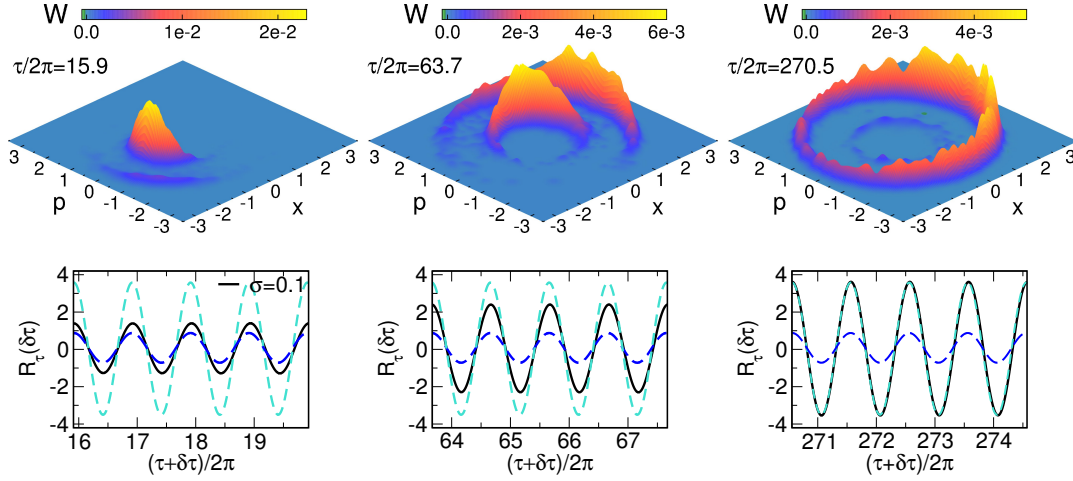 W 0.0 1e-2 2e-2
τ/2π=15.9
3 2 1 0 -1 -2 -3
p
-3 -2 -1 0 1 2 3
x
W 0.0 2e-3 4e-3 6e-3
τ/2π=63.7
3 2 1 0 -1 -2 -3
p
-3 -2 -1 0 1 2 3
x
W 0.0 2e-3 4e-3
τ/2π=270.5
3 2 1 0 -1 -2 -3
p
-3 -2 -1 0 1 2 3
x
4 2 0 -2 -4
R_τ(δτ)
σ=0.1
16 17 18 19
(τ+δτ)/2π
4 2 0 -2 -4
R_τ(δτ)
64 65 66 67
(τ+δτ)/2π
4 2 0 -2 -4
R_τ(δτ)
271 272 273 274
(τ+δτ)/2π